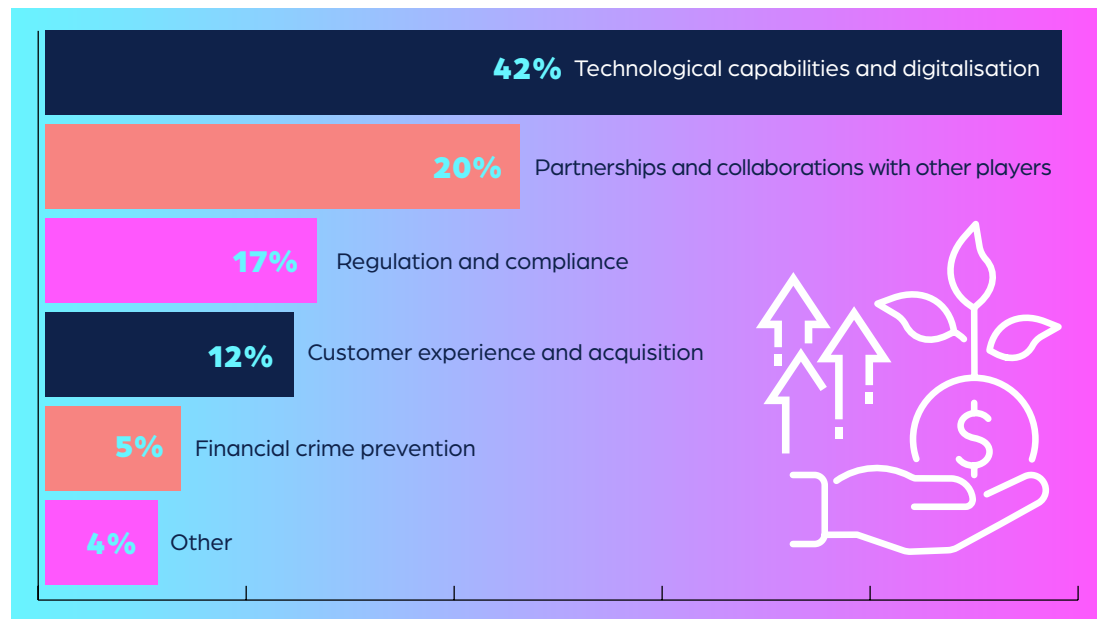 42% Technological capabilities and digitalisation
20% Partnerships and collaborations with other players
17% Regulation and compliance
12% Customer experience and acquisition
5% Financial crime prevention
4% Other
$